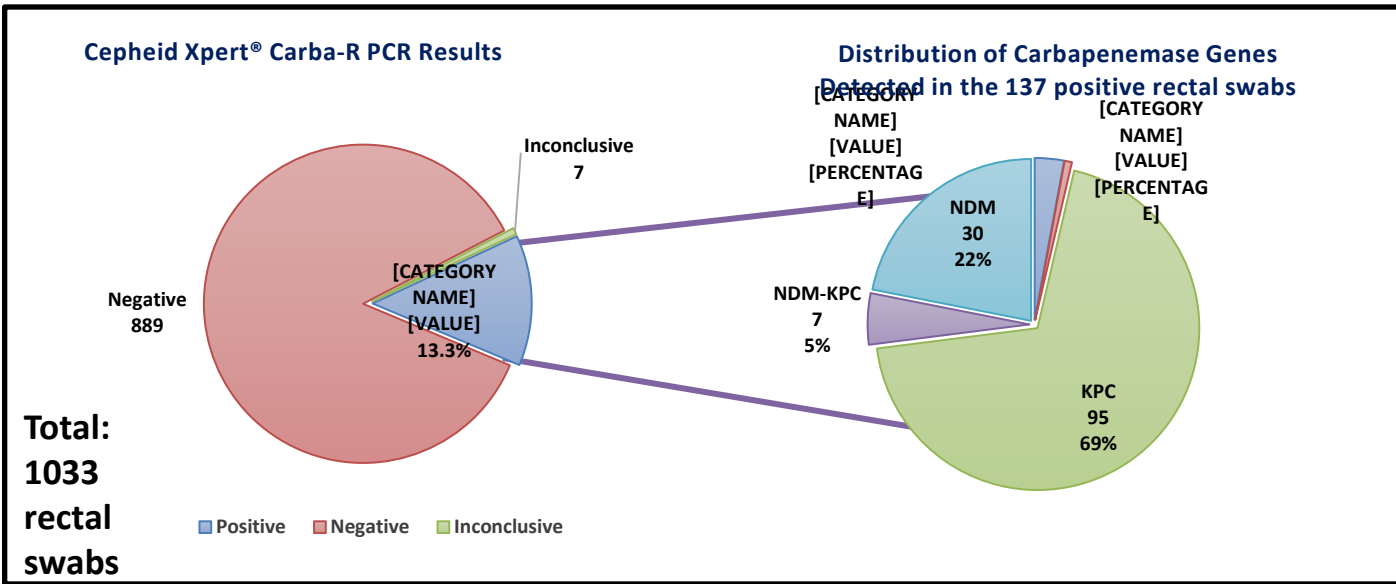 Cepheid Xpert® Carba-R PCR Results
Inconclusive
7
[CATEGORY
NAME]
[VALUE]
13.3%
Negative
889
Total:
1033
rectal
swabs
Positive
Negative
Inconclusive
Distribution of Carbapenemase Genes
Detected in the 137 positive rectal swabs
[CATEGORY
NAME]
[VALUE]
[PERCENTAG
E]
[CATEGORY
NAME]
[VALUE]
[PERCENTAG
E]
NDM
30
22%
NDM-KPC
7
5%
KPC
95
69%